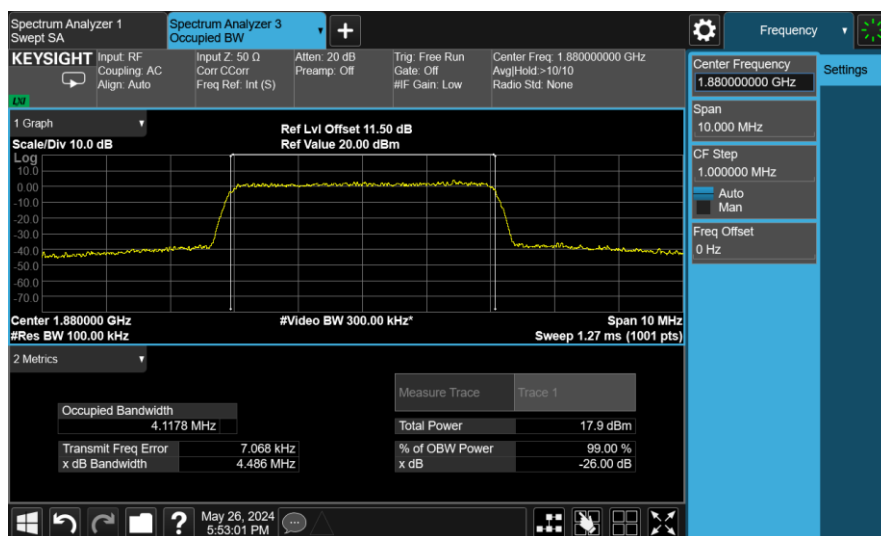 Spectrum Analyzer 1
Swept SA
Spectrum Analyzer 3
Occupied BW
Frequency
KEYSIGHT
Input: RF
Coupling: AC
Align: Auto
Input Z: 50 Ω
Corr CCorr
Freq Ref: Int (S)
Atten: 20 dB
Preamp: Off
Trig: Free Run
Gate: Off
#IF Gain: Low
Center Freq: 1.880000000 GHz
Avg|Hold:>10/10
Radio Std: None
LXI
Center Frequency
1.880000000 GHz
Settings
Span
10.000 MHz
CF Step
1.000000 MHz
Auto
Man
Freq Offset
0 Hz
1 Graph
Scale/Div 10.0 dB
Ref Lvl Offset 11.50 dB
Ref Value 20.00 dBm
Log
10.0
0.00
-10.0
-20.0
-30.0
-40.0
-50.0
-60.0
-70.0
Center 1.880000 GHz
#Video BW 300.00 kHz*
Span 10 MHz
#Res BW 100.00 kHz
Sweep 1.27 ms (1001 pts)
2 Metrics
Measure Trace Trace 1
Occupied Bandwidth
4.1178 MHz
Total Power 17.9 dBm
Transmit Freq Error 7.068 kHz
% of OBW Power 99.00 %
x dB Bandwidth 4.486 MHz
x dB -26.00 dB
?
May 26, 2024
5:53:01 PM